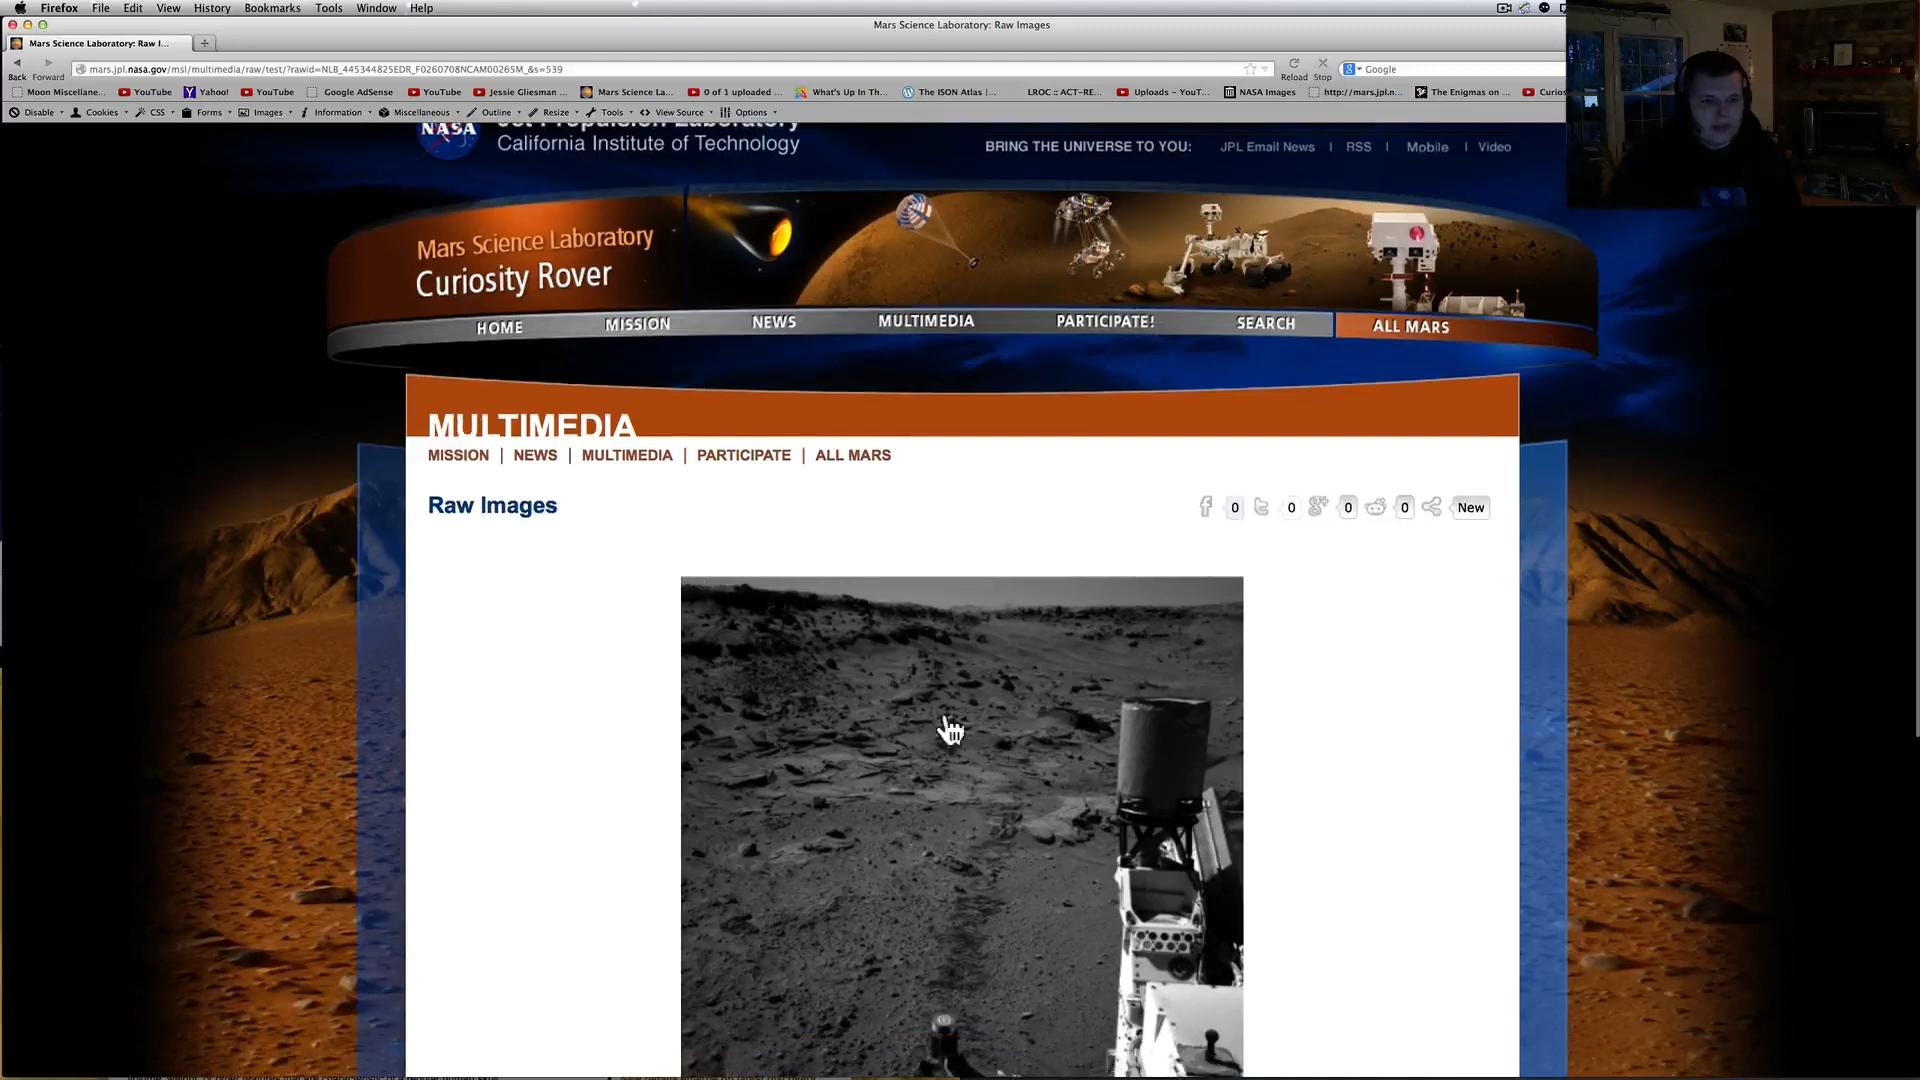 Firefox File Edit View History Bookmarks Tools Window Help
Mars Science Laboratory: Raw Images
Mars Science Laboratory: Raw I...
mars.jpl.nasa.gov/msl/multimedia/raw/test/?rawid=NLB_445344825EDR_F0260708NCAM00265M_&s=539
Google
Back Forward Reload Stop
Moon Miscellane... YouTube Yahoo! YouTube Google AdSense YouTube Jessie Gliesman ... Mars Science La... 0 of 1 uploaded ... What's Up In Th... The ISON Atlas |... LROC :: ACT-RE... Uploads - YouT... NASA Images http://mars.jpl.n... The Enigmas on ... Curios
Disable Cookies CSS Forms Images Information Miscellaneous Outline Resize Tools View Source Options
NASA
Jet Propulsion Laboratory
California Institute of Technology
BRING THE UNIVERSE TO YOU: JPL Email News | RSS | Mobile | Video
Mars Science Laboratory
Curiosity Rover
HOME MISSION NEWS MULTIMEDIA PARTICIPATE! SEARCH ALL MARS
MULTIMEDIA
MISSION | NEWS | MULTIMEDIA | PARTICIPATE | ALL MARS
Raw Images
0 0 0 0 New